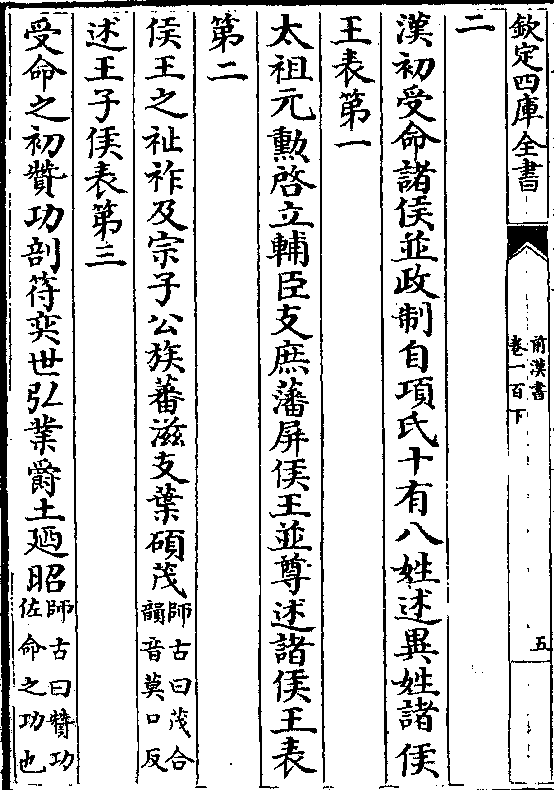 欽定四庫全書
前漢書
卷一百下
五
二
漢初受命諸侯並政制自項氏十有八姓述異姓諸侯
王表第一
太祖元勳啓立輔臣支庶藩屏侯王並尊述諸侯王表
第二
侯王之祉祚及宗子公族蕃滋支葉碩茂師古曰茂合韻音莫口反
述王子侯表第三
受命之初贊功剖符奕世弘業爵土廼昭師古曰贊功佐命之功也